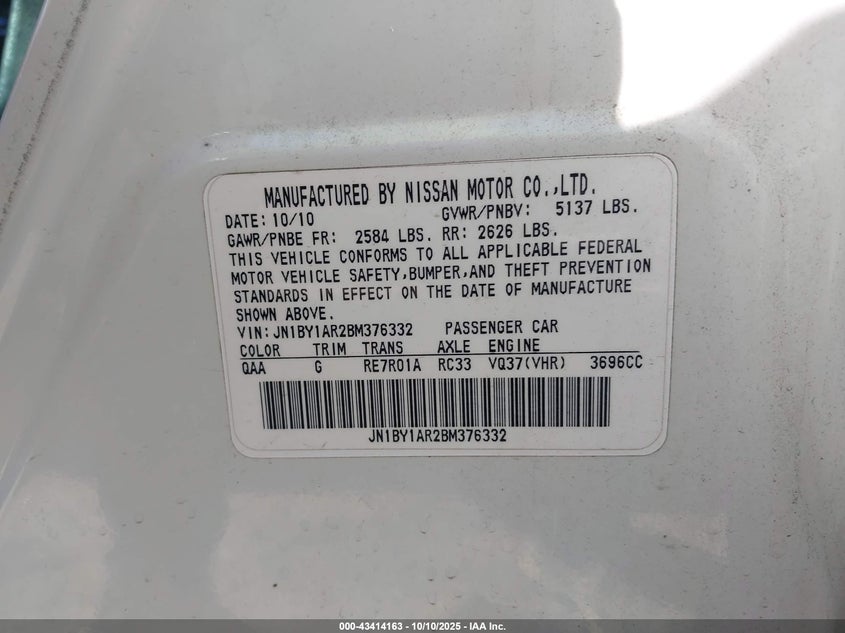 MANUFACTURED BY NISSAN MOTOR CO.,LTD.
DATE: 10/10 GVWR/PNBV: 5137 LBS.
GAWR/PNBE FR: 2584 LBS. RR: 2626 LBS.
THIS VEHICLE CONFORMS TO ALL APPLICABLE FEDERAL
MOTOR VEHICLE SAFETY,BUMPER,AND THEFT PREVENTION
STANDARDS IN EFFECT ON THE DATE OF MANUFACTURE
SHOWN ABOVE.
VIN:JN1BY1AR2BM376332 PASSENGER CAR
COLOR TRIM TRANS AXLE ENGINE
QAA G RE7R01A RC33 VQ37(VHR) 3696CC
JN1BY1AR2BM376332
000-43414163 - 10/10/2025 - IAA Inc.